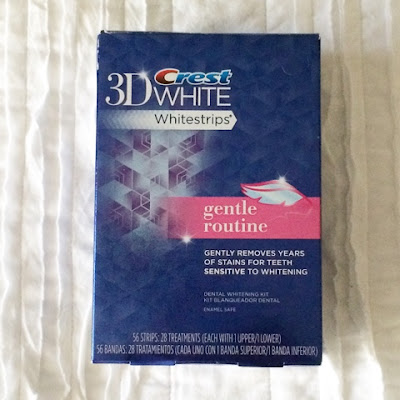 Crest
3D WHITE
Whitestrips®
gentle
routine
GENTLY REMOVES YEARS
OF STAINS FOR TEETH
SENSITIVE TO WHITENING
DENTAL WHITENING KIT
KIT BLANQUEADOR DENTAL
ENAMEL SAFE
56 STRIPS: 28 TREATMENTS (EACH WITH 1 UPPER/1 LOWER)
56 BANDAS: 28 TRATAMIENTOS (CADA UNO CON 1 BANDA SUPERIOR/1 BANDA INFERIOR)